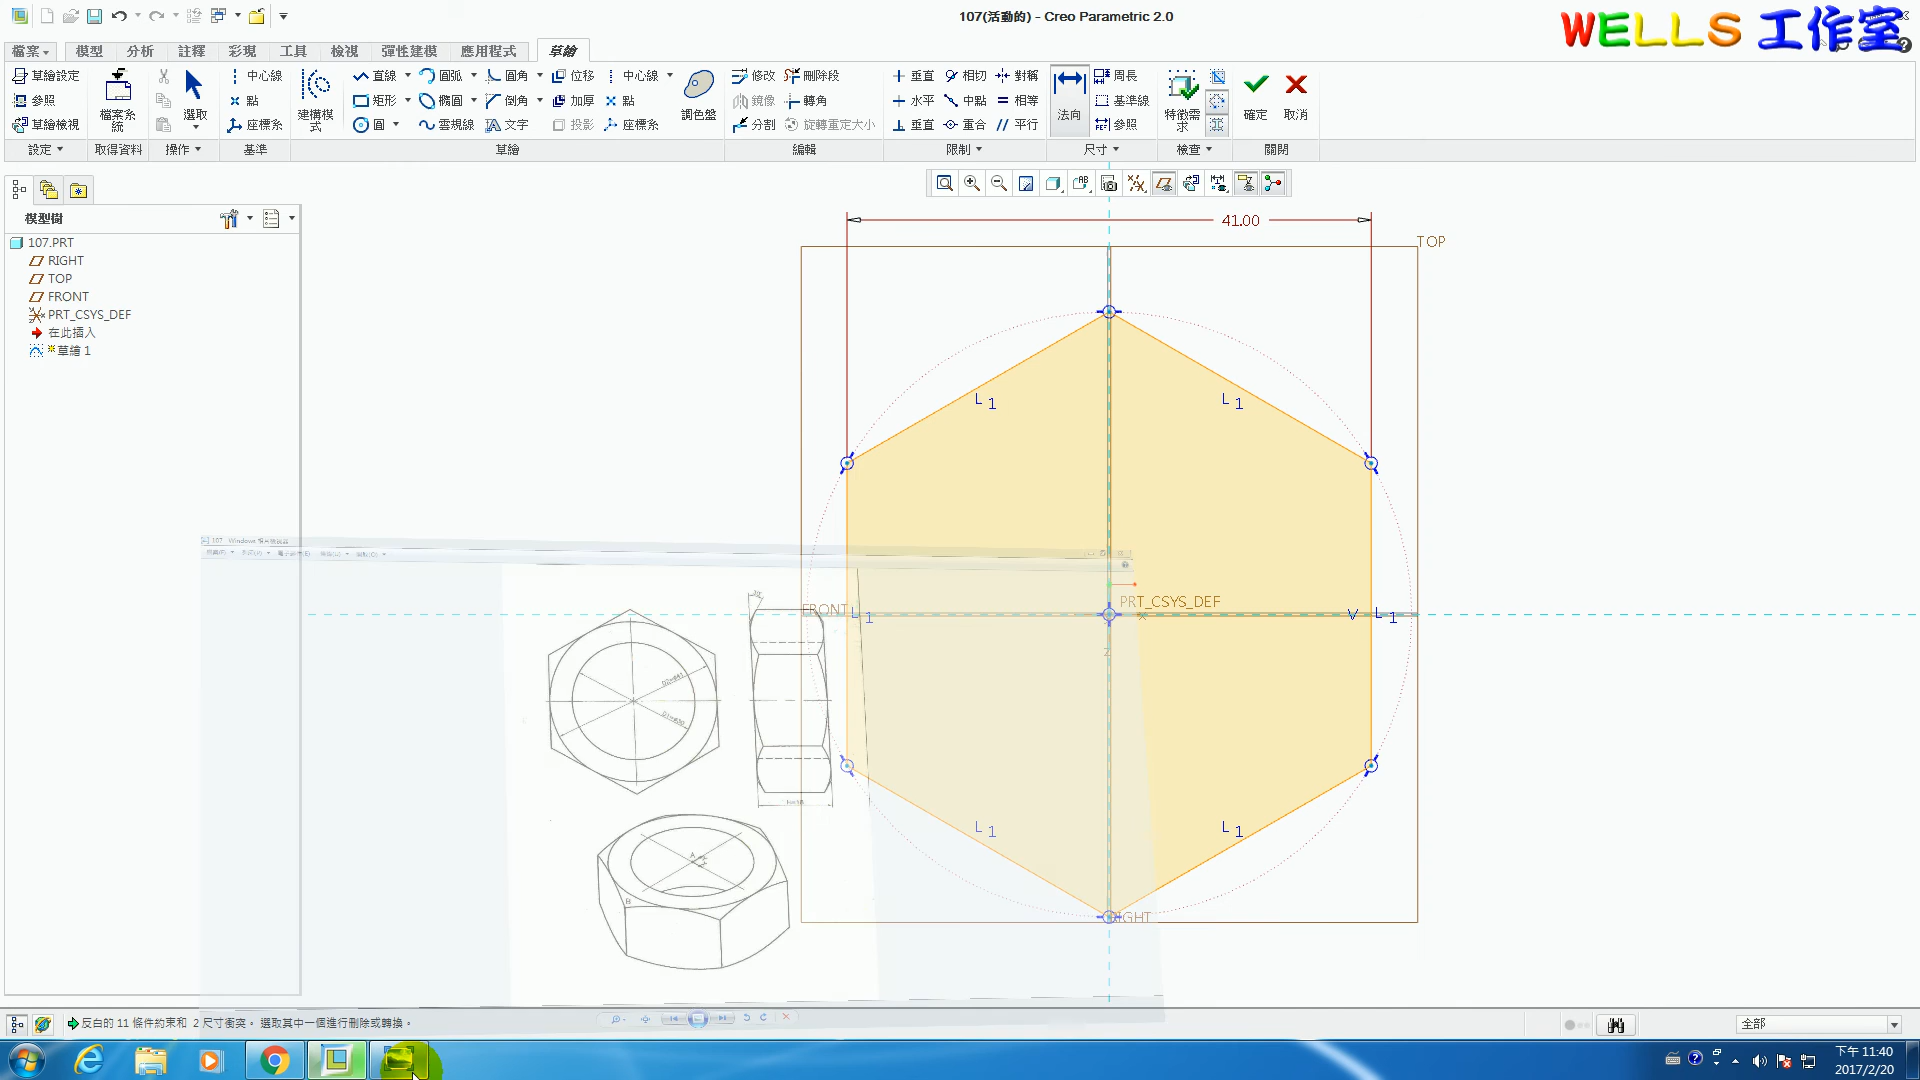 107(活動的) - Creo Parametric 2.0
WELLS 工作室
檔案 模型 分析 註釋 彩現 工具 檢視 彈性建模 應用程式 草繪
草繪設定 中心線 直線 圓弧 圓角 位移 中心線 修改 刪除段 垂直 相切 對稱 周長
參照 點 矩形 橢圓 倒角 加厚 點 鏡像 轉角 水平 中點 相等 基準線
草繪檢視 座標系 圓 雲規線 文字 投影 座標系 分割 旋轉重定大小 垂直 重合 平行 參照
檔案系統 選取 建構模式 調色盤 法向 特徵需求 確定 取消
設定 取得資料 操作 基準 草繪 編輯 限制 尺寸 檢查 關閉
模型樹
107.PRT
RIGHT
TOP
FRONT
PRT_CSYS_DEF
在此插入
草繪 1
41.00
TOP
L 1
L 1
FRONT
PRT_CSYS_DEF
L 1
V
L 1
Z
L 1
L 1
RIGHT
A
B
反白的 11 條件約束和 2 尺寸衝突。 選取其中一個進行刪除或轉換。
全部
下午 11:40
2017/2/20